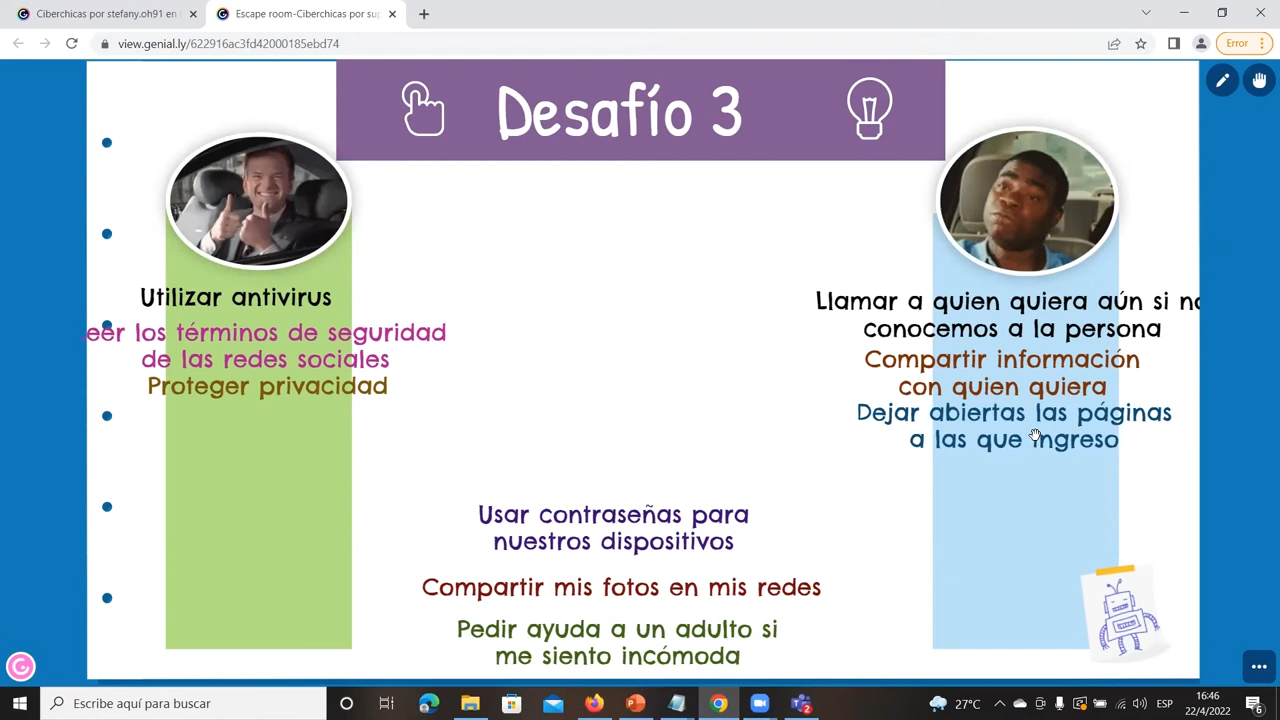 Ciberchicas por stefany.oh91 en
Escape room-Ciberchicas por sup
view.genial.ly/622916ac3fd42000185ebd74
Error
Desafío 3
Utilizar antivirus
eer los términos de seguridad
de las redes sociales
Proteger privacidad
Llamar a quien quiera aún si no
conocemos a la persona
Compartir información
con quien quiera
Dejar abiertas las páginas
a las que ingreso
Usar contraseñas para
nuestros dispositivos
Compartir mis fotos en mis redes
Pedir ayuda a un adulto si
me siento incómoda
Escribe aquí para buscar
27°C
ESP
16:46
22/4/2022
6